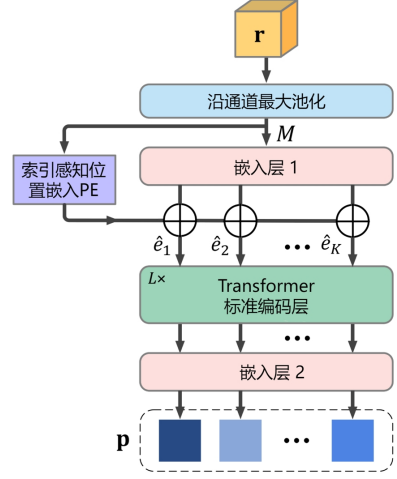 r
沿通道最大池化
M
索引感知位
置嵌入PE
嵌入层 1
ê₁ ê₂ ... ê_K
L×
Transformer
标准编码层
...
嵌入层 2
p
...